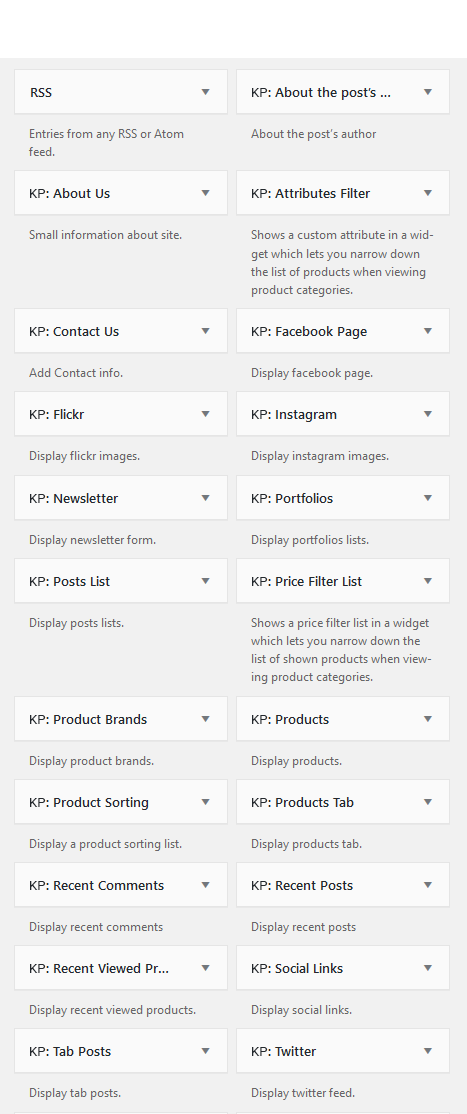 RSS
KP: About the post's ...
Entries from any RSS or Atom
feed.
About the post's author
KP: About Us
KP: Attributes Filter
Small information about site.
Shows a custom attribute in a wid-
get which lets you narrow down
the list of products when viewing
product categories.
KP: Contact Us
KP: Facebook Page
Add Contact info.
Display facebook page.
KP: Flickr
KP: Instagram
Display flickr images.
Display instagram images.
KP: Newsletter
KP: Portfolios
Display newsletter form.
Display portfolios lists.
KP: Posts List
KP: Price Filter List
Display posts lists.
Shows a price filter list in a widget
which lets you narrow down the
list of shown products when view-
ing product categories.
KP: Product Brands
KP: Products
Display product brands.
Display products.
KP: Product Sorting
KP: Products Tab
Display a product sorting list.
Display products tab.
KP: Recent Comments
KP: Recent Posts
Display recent comments
Display recent posts
KP: Recent Viewed Pr...
KP: Social Links
Display recent viewed products.
Display social links.
KP: Tab Posts
KP: Twitter
Display tab posts.
Display twitter feed.